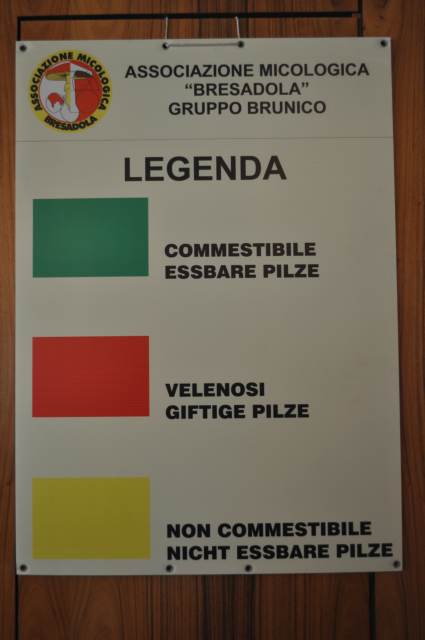 ASSOCIAZIONE MICOLOGICA
BRESADOLA
ASSOCIAZIONE MICOLOGICA
“BRESADOLA”
GRUPPO BRUNICO
LEGENDA
COMMESTIBILE
ESSBARE PILZE
VELENOSI
GIFTIGE PILZE
NON COMMESTIBILE
NICHT ESSBARE PILZE